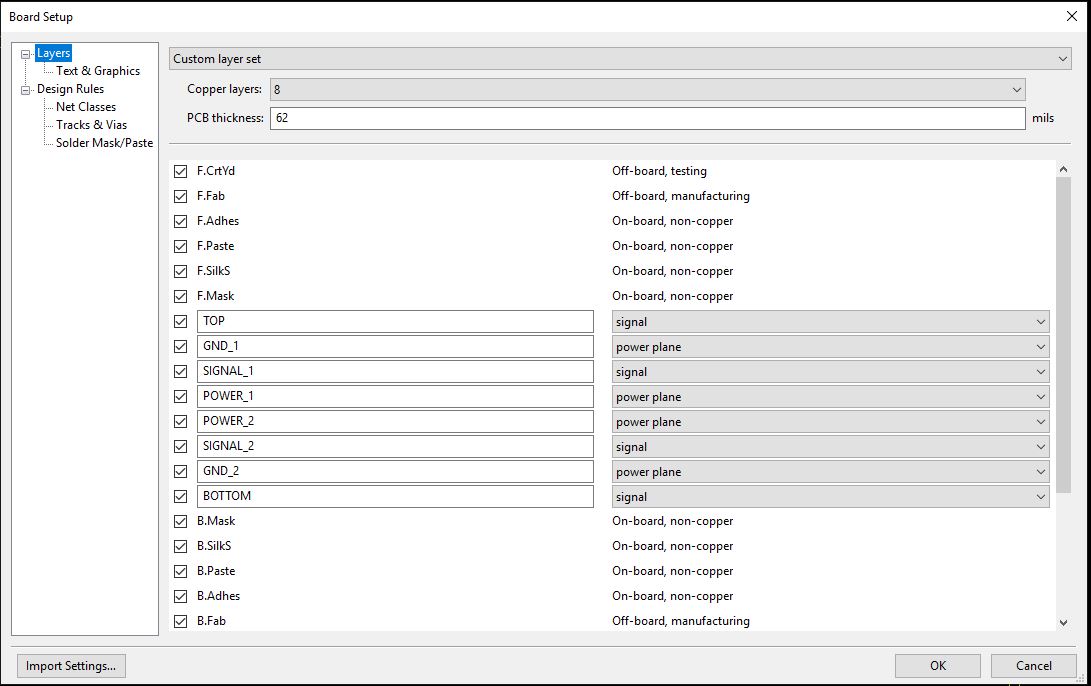 Board Setup
Layers
Text & Graphics
Design Rules
Net Classes
Tracks & Vias
Solder Mask/Paste
Custom layer set
Copper layers: 8
PCB thickness: 62 mils
F.CrtYd Off-board, testing
F.Fab Off-board, manufacturing
F.Adhes On-board, non-copper
F.Paste On-board, non-copper
F.SilkS On-board, non-copper
F.Mask On-board, non-copper
TOP signal
GND_1 power plane
SIGNAL_1 signal
POWER_1 power plane
POWER_2 power plane
SIGNAL_2 signal
GND_2 power plane
BOTTOM signal
B.Mask On-board, non-copper
B.SilkS On-board, non-copper
B.Paste On-board, non-copper
B.Adhes On-board, non-copper
B.Fab Off-board, manufacturing
Import Settings... OK Cancel